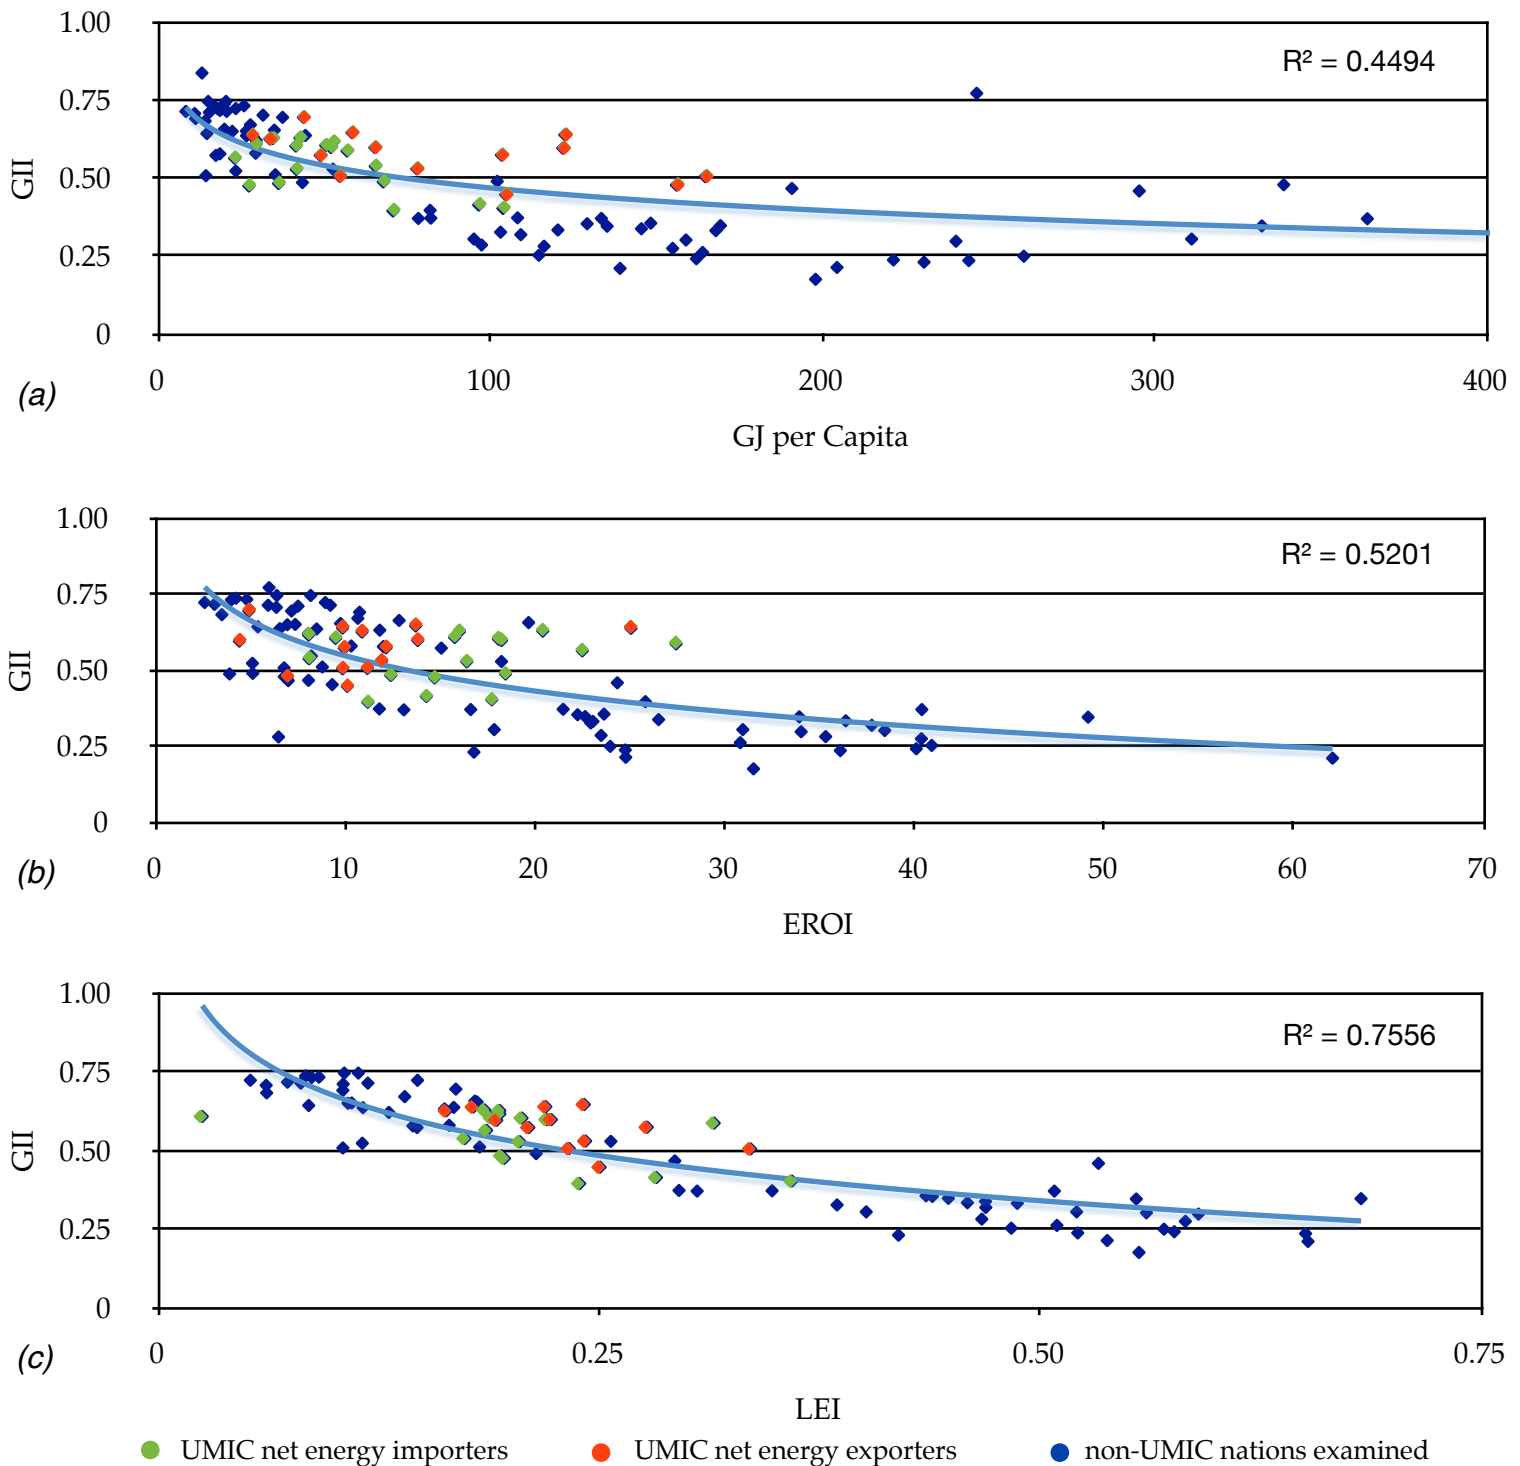 1.00
R² = 0.4494
0.75
GII
0.50
0.25
0
0 100 200 300 400
(a)
GJ per Capita
1.00
R² = 0.5201
0.75
GII
0.50
0.25
0
0 10 20 30 40 50 60 70
(b)
EROI
1.00
R² = 0.7556
0.75
GII
0.50
0.25
0
0 0.25 0.50 0.75
(c)
LEI
UMIC net energy importers UMIC net energy exporters non-UMIC nations examined